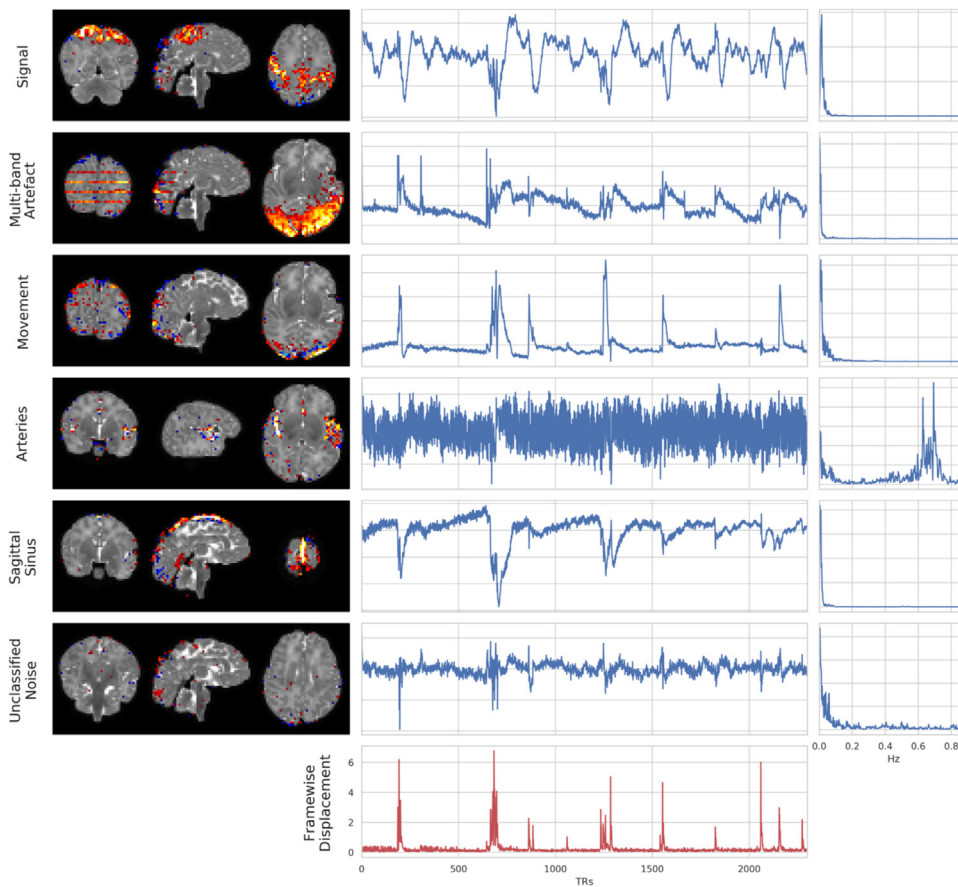 Signal
Multi-band
Artefact
Movement
Arteries
Sagittal
Sinus
Unclassified
Noise
0.0 0.2 0.4 0.6 0.8
Hz
Framewise
Displacement
6
4
2
0
0 500 1000 1500 2000
TRs